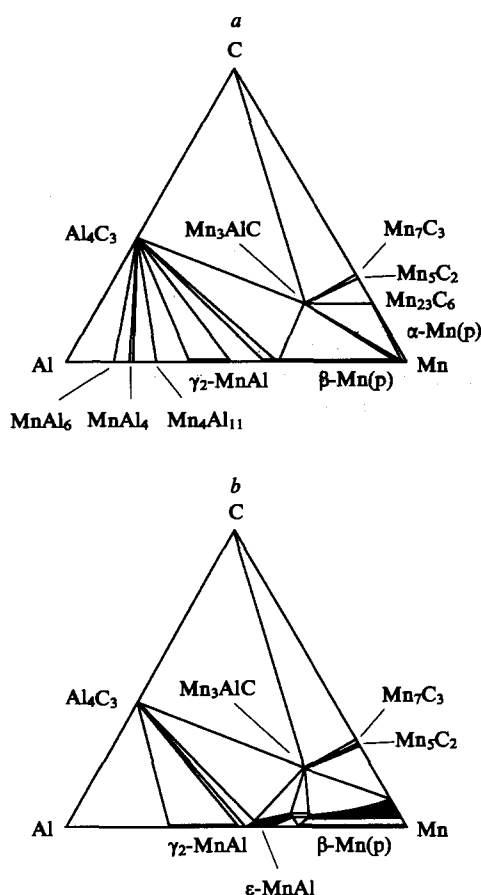 a
C
Al₄C₃
Mn₃AlC
Mn₇C₃
Mn₅C₂
Mn₂₃C₆
α-Mn(p)
Al
γ₂-MnAl
β-Mn(p)
Mn
MnAl₆
MnAl₄
Mn₄Al₁₁
b
C
Al₄C₃
Mn₃AlC
Mn₇C₃
Mn₅C₂
Al
γ₂-MnAl
β-Mn(p)
Mn
ε-MnAl